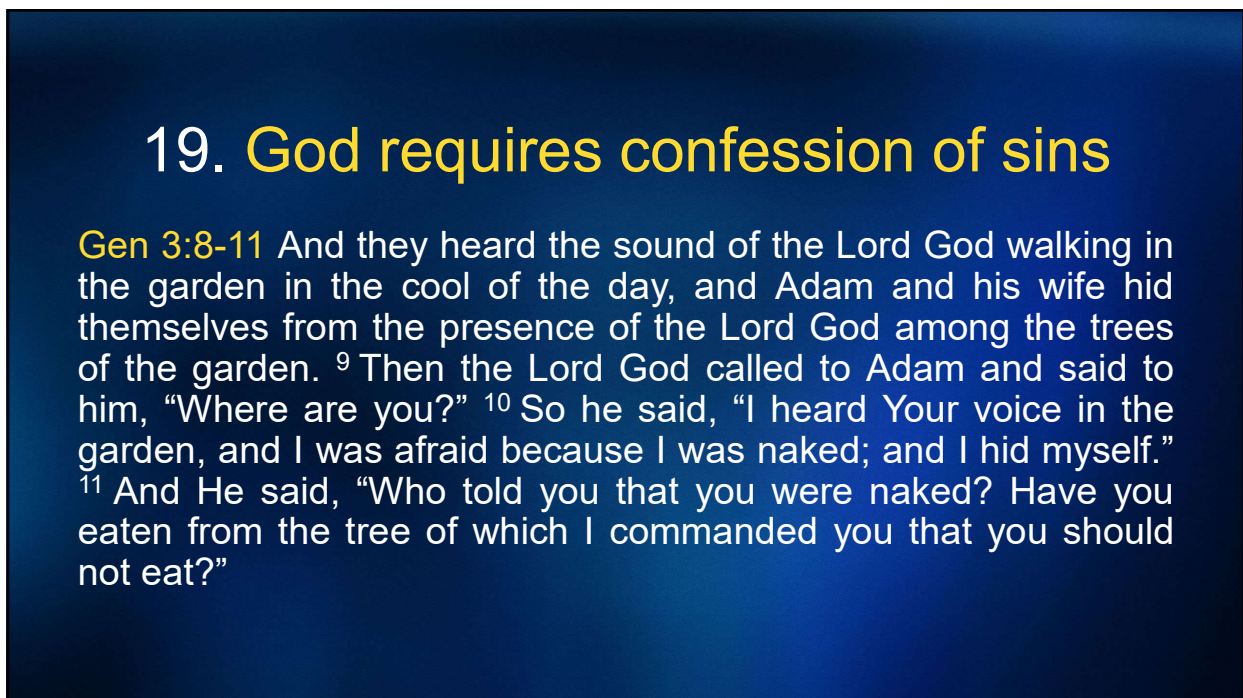 19. God requires confession of sins
Gen 3:8-11 And they heard the sound of the Lord God walking in
the garden in the cool of the day, and Adam and his wife hid
themselves from the presence of the Lord God among the trees
of the garden. ⁹ Then the Lord God called to Adam and said to
him, “Where are you?” ¹⁰ So he said, “I heard Your voice in the
garden, and I was afraid because I was naked; and I hid myself.”
¹¹ And He said, “Who told you that you were naked? Have you
eaten from the tree of which I commanded you that you should
not eat?”